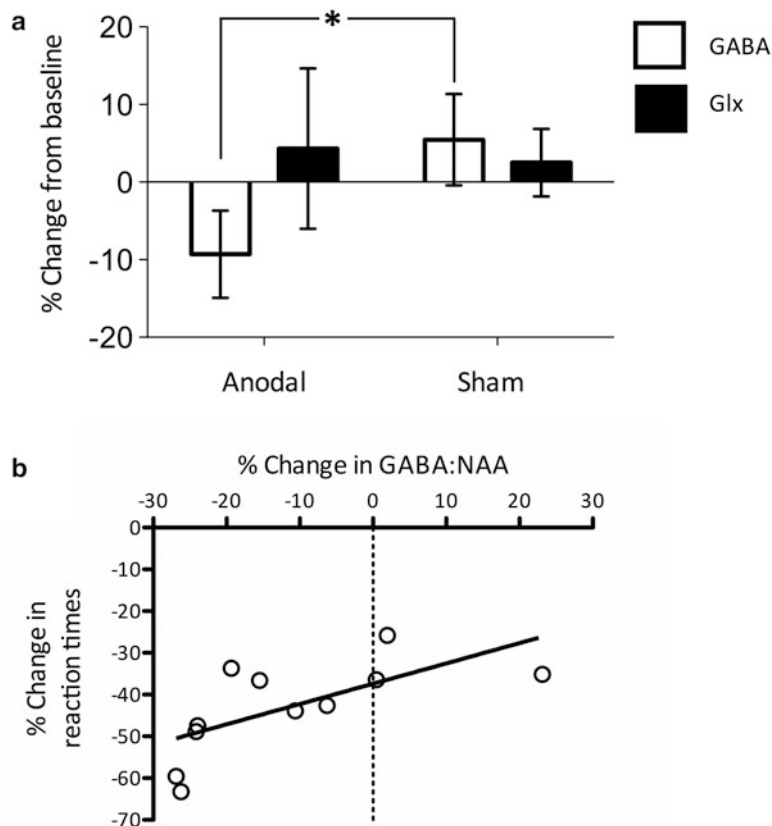 a
% Change from baseline
20
10
0
-10
-20
*
Anodal
Sham
GABA
Glx
b
% Change in GABA:NAA
-30 -20 -10 0 10 20 30
% Change in
reaction times
0
-10
-20
-30
-40
-50
-60
-70